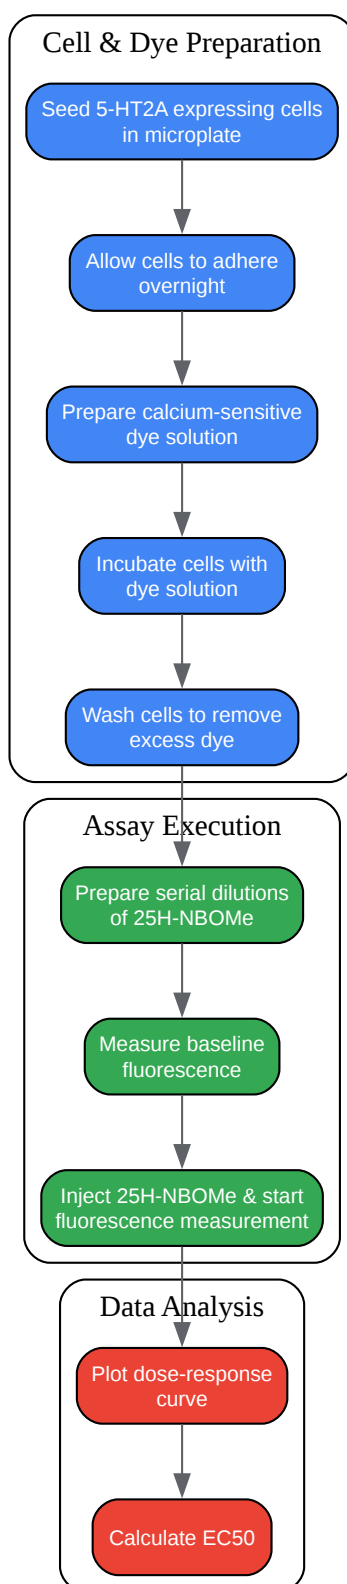 Cell & Dye Preparation
Seed 5-HT2A expressing cells
in microplate
Allow cells to adhere
overnight
Prepare calcium-sensitive
dye solution
Incubate cells with
dye solution
Wash cells to remove
excess dye
Assay Execution
Prepare serial dilutions
of 25H-NBOMe
Measure baseline
fluorescence
Inject 25H-NBOMe & start
fluorescence measurement
Data Analysis
Plot dose-response
curve
Calculate EC50